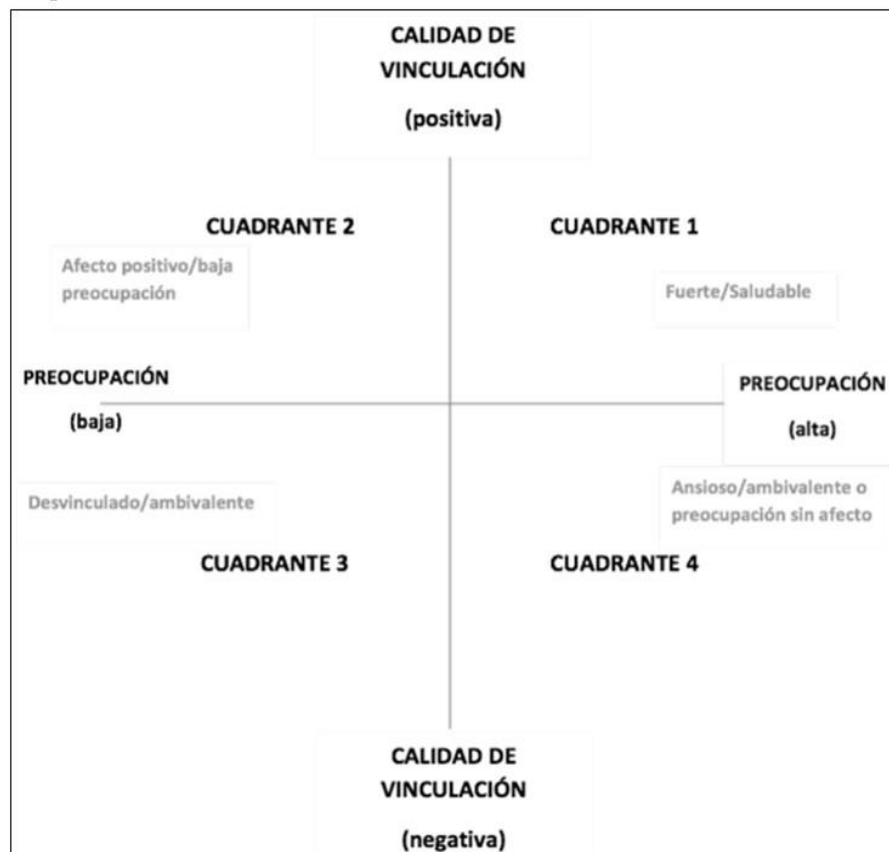 CALIDAD DE
VINCULACIÓN
(positiva)
CUADRANTE 2
CUADRANTE 1
Afecto positivo/baja
preocupación
Fuerte/Saludable
PREOCUPACIÓN
(baja)
PREOCUPACIÓN
(alta)
Desvinculado/ambivalente
Ansioso/ambivalente o
preocupación sin afecto
CUADRANTE 3
CUADRANTE 4
CALIDAD DE
VINCULACIÓN
(negativa)